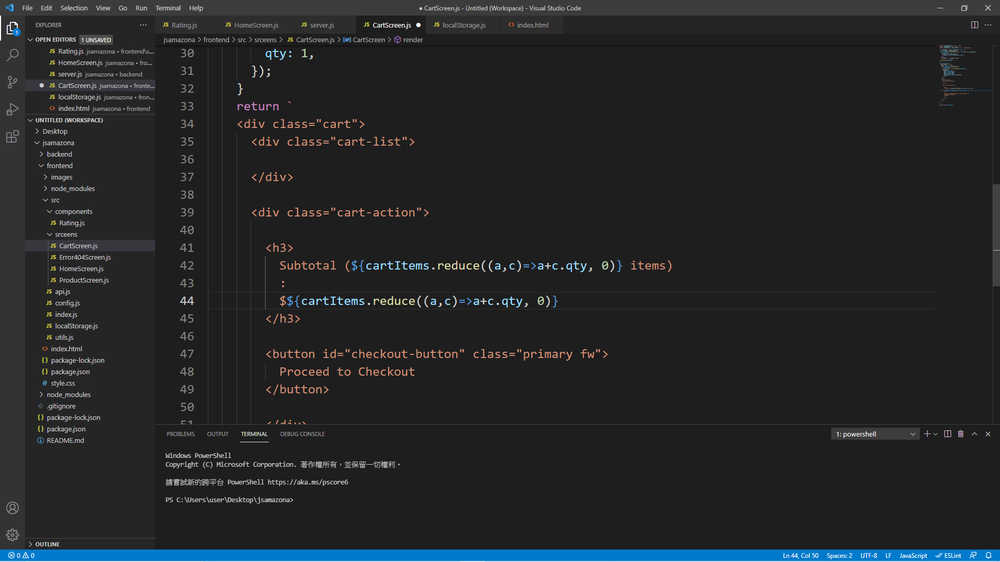 File Edit Selection View Go Run Terminal Help
● CartScreen.js - Untitled (Workspace) - Visual Studio Code
EXPLORER
OPEN EDITORS 1 UNSAVED
JS Rating.js jsamazona • frontend\s...
JS HomeScreen.js jsamazona • fro...
JS server.js jsamazona • backend
● JS CartScreen.js jsamazona • fronte...
JS localStorage.js jsamazona • fron...
<> index.html jsamazona • frontend
UNTITLED (WORKSPACE)
Desktop
jsamazona
backend
frontend
images
node_modules
src
components
JS Rating.js
srceens
JS CartScreen.js
JS Error404Screen.js
JS HomeScreen.js
JS ProductScreen.js
JS api.js
JS config.js
JS index.js
JS localStorage.js
JS utils.js
<> index.html
{} package-lock.json
{} package.json
# style.css
node_modules
.gitignore
{} package-lock.json
{} package.json
README.md
OUTLINE
JS Rating.js JS HomeScreen.js JS server.js JS CartScreen.js ● JS localStorage.js <> index.html
jsamazona > frontend > src > srceens > JS CartScreen.js > CartScreen > render
30 qty: 1,
31 });
32 }
33 return `
34 <div class="cart">
35 <div class="cart-list">
36
37 </div>
38
39 <div class="cart-action">
40
41 <h3>
42 Subtotal (${cartItems.reduce((a,c)=>a+c.qty, 0)} items)
43 :
44 $${cartItems.reduce((a,c)=>a+c.qty, 0)}
45 </h3>
46
47 <button id="checkout-button" class="primary fw">
48 Proceed to Checkout
49 </button>
50
51 </div>
PROBLEMS OUTPUT TERMINAL DEBUG CONSOLE
1: powershell
Windows PowerShell
Copyright (C) Microsoft Corporation. 著作權所有，並保留一切權利。
請嘗試新的跨平台 PowerShell https://aka.ms/pscore6
PS C:\Users\user\Desktop\jsamazona>
0 0
Ln 44, Col 50 Spaces: 2 UTF-8 LF JavaScript ESLint